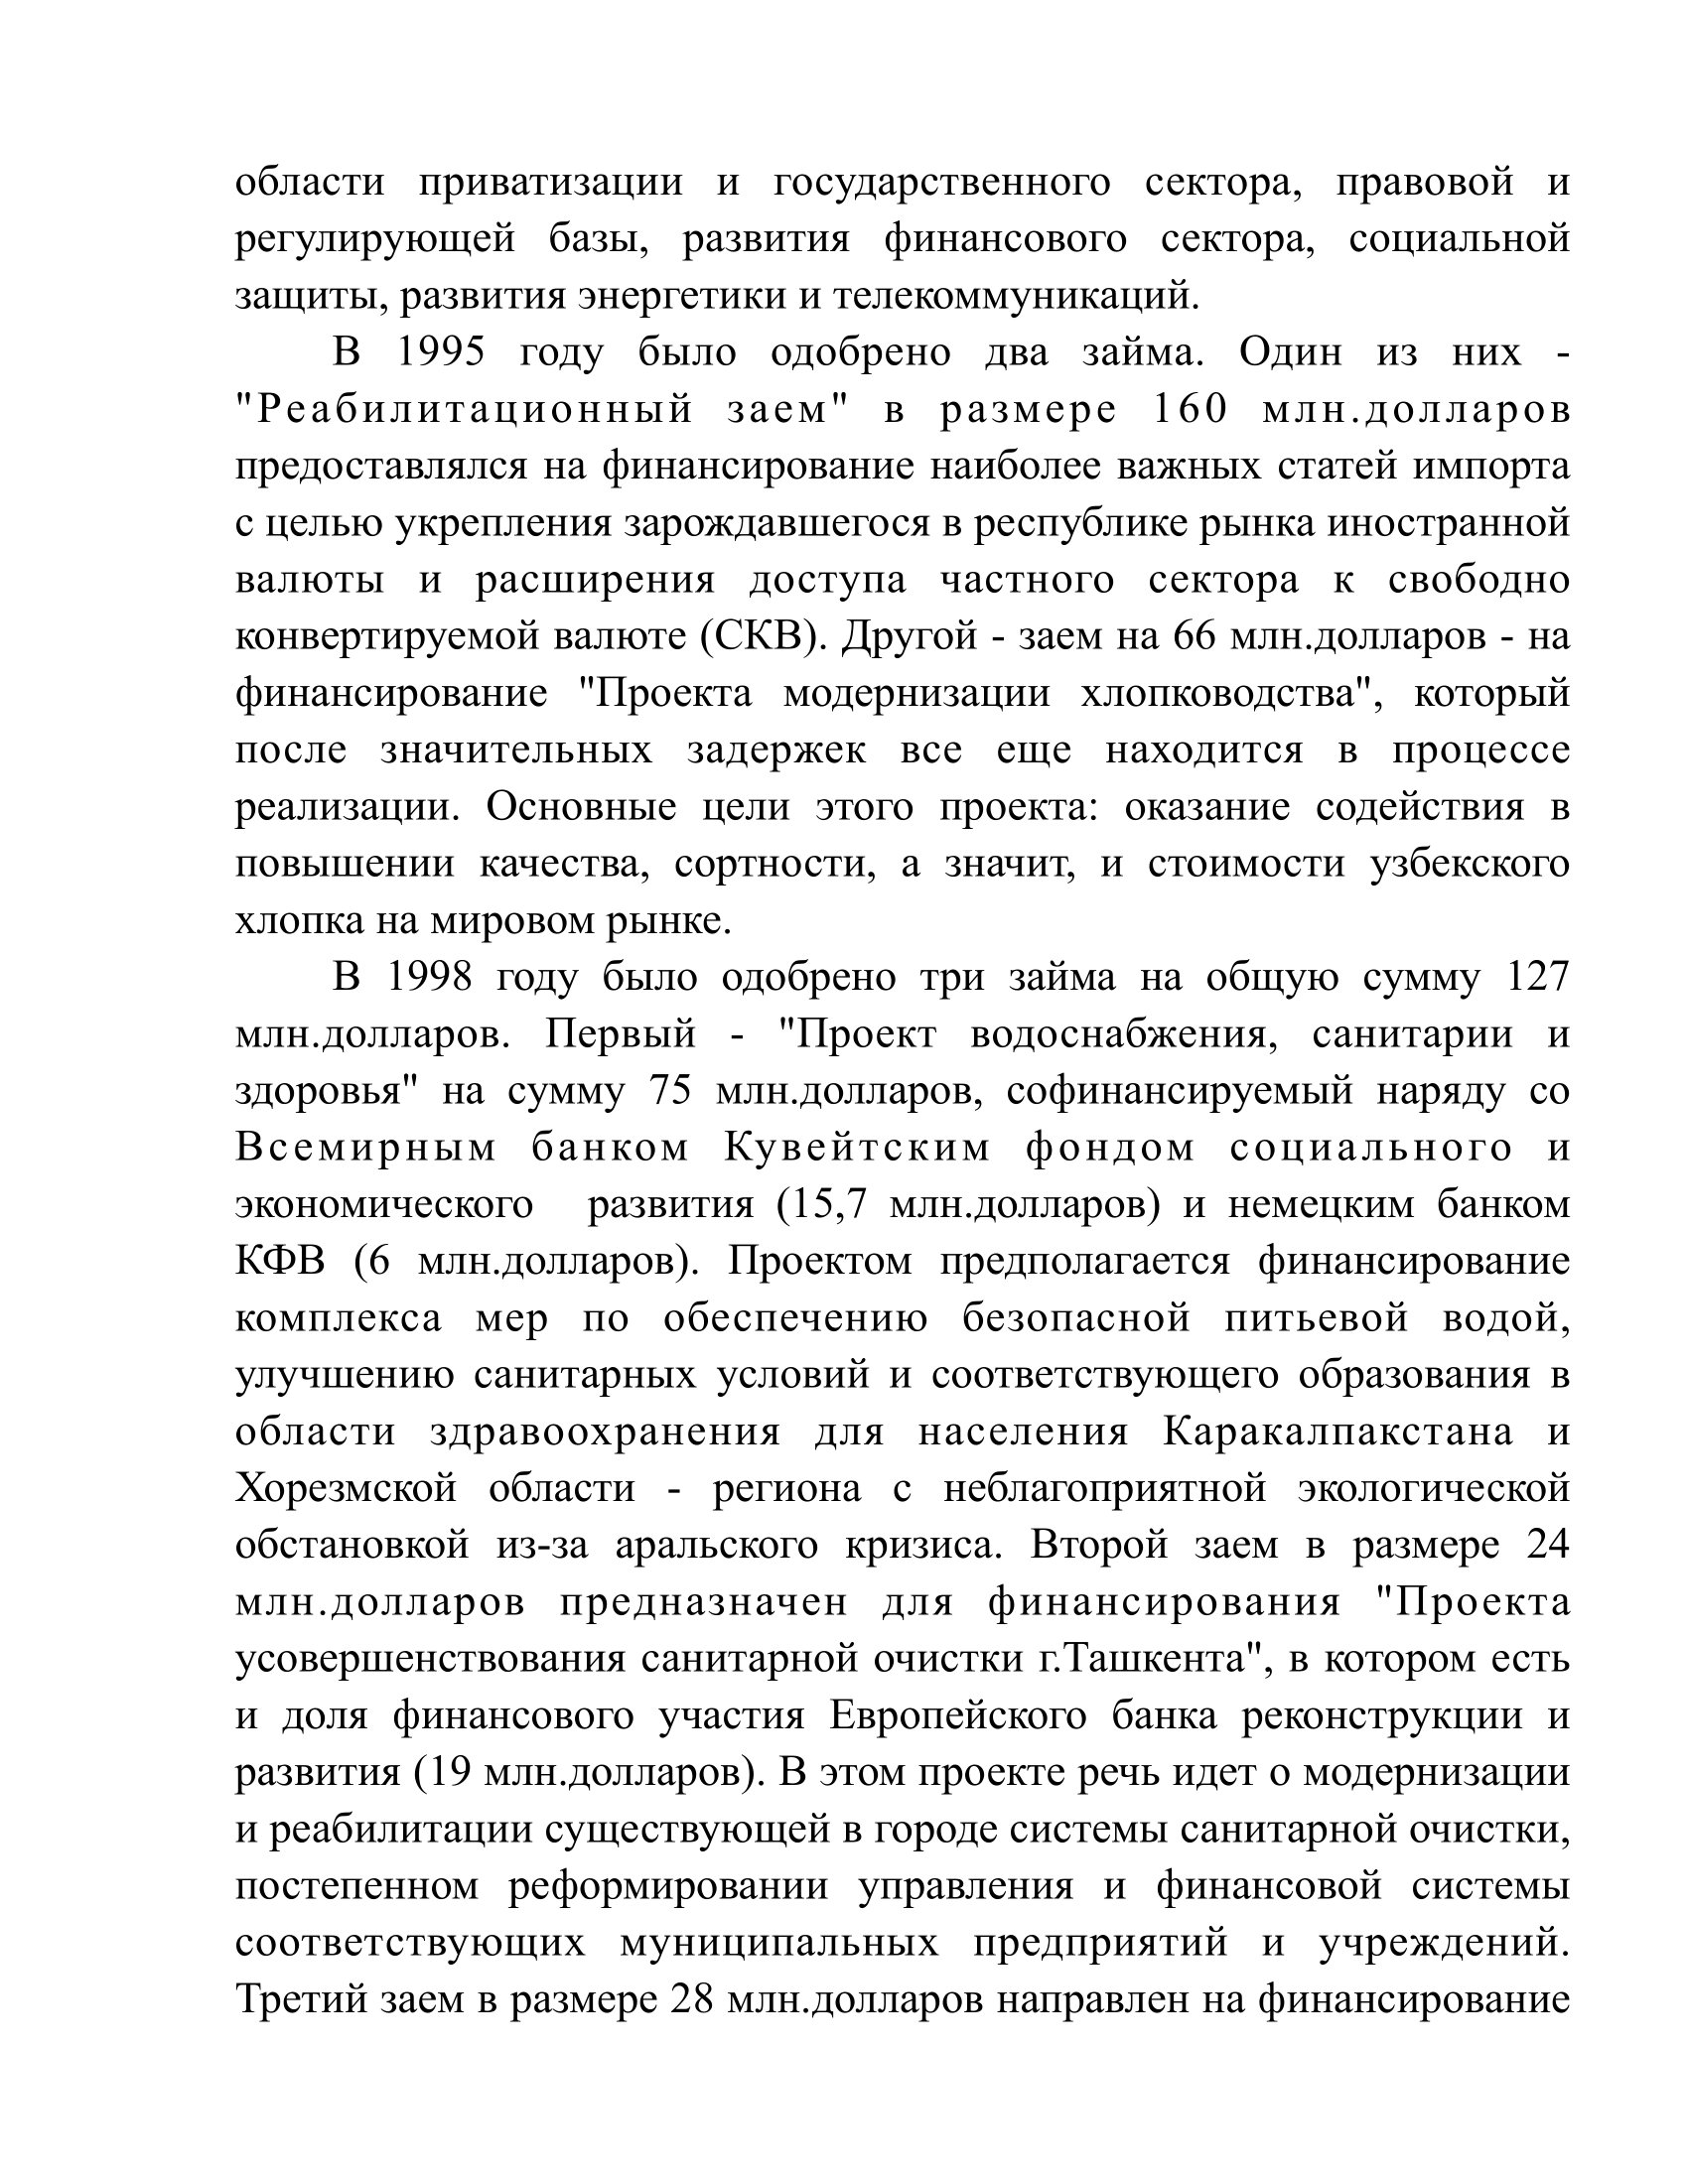 области приватизации и государственного сектора, правовой и
регулирующей базы, развития финансового сектора, социальной
защиты, развития энергетики и телекоммуникаций.
В 1995 году было одобрено два займа. Один из них -
"Реабилитационный заем" в размере 160 млн.долларов
предоставлялся на финансирование наиболее важных статей импорта
с целью укрепления зарождавшегося в республике рынка иностранной
валюты и расширения доступа частного сектора к свободно
конвертируемой валюте (СКВ). Другой - заем на 66 млн.долларов - на
финансирование "Проекта модернизации хлопководства", который
после значительных задержек все еще находится в процессе
реализации. Основные цели этого проекта: оказание содействия в
повышении качества, сортности, а значит, и стоимости узбекского
хлопка на мировом рынке.
В 1998 году было одобрено три займа на общую сумму 127
млн.долларов. Первый - "Проект водоснабжения, санитарии и
здоровья" на сумму 75 млн.долларов, софинансируемый наряду со
Всемирным банком Кувейтским фондом социального и
экономического развития (15,7 млн.долларов) и немецким банком
КФВ (6 млн.долларов). Проектом предполагается финансирование
комплекса мер по обеспечению безопасной питьевой водой,
улучшению санитарных условий и соответствующего образования в
области здравоохранения для населения Каракалпакстана и
Хорезмской области - региона с неблагоприятной экологической
обстановкой из-за аральского кризиса. Второй заем в размере 24
млн.долларов предназначен для финансирования "Проекта
усовершенствования санитарной очистки г.Ташкента", в котором есть
и доля финансового участия Европейского банка реконструкции и
развития (19 млн.долларов). В этом проекте речь идет о модернизации
и реабилитации существующей в городе системы санитарной очистки,
постепенном реформировании управления и финансовой системы
соответствующих муниципальных предприятий и учреждений.
Третий заем в размере 28 млн.долларов направлен на финансирование